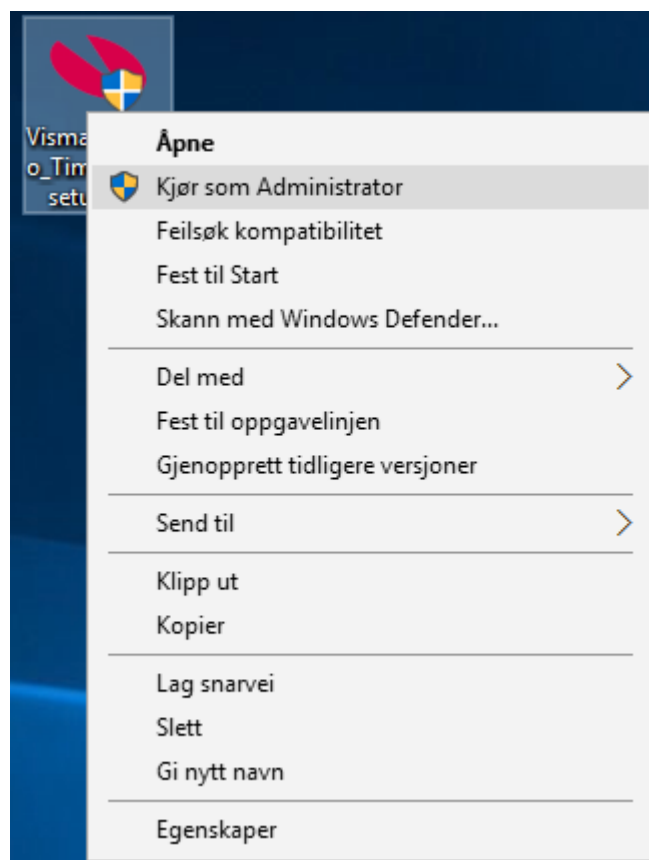 Visma
o_Tim
setu
Åpne
Kjør som Administrator
Feilsøk kompatibilitet
Fest til Start
Skann med Windows Defender...
Del med
Fest til oppgavelinjen
Gjenopprett tidligere versjoner
Send til
Klipp ut
Kopier
Lag snarvei
Slett
Gi nytt navn
Egenskaper